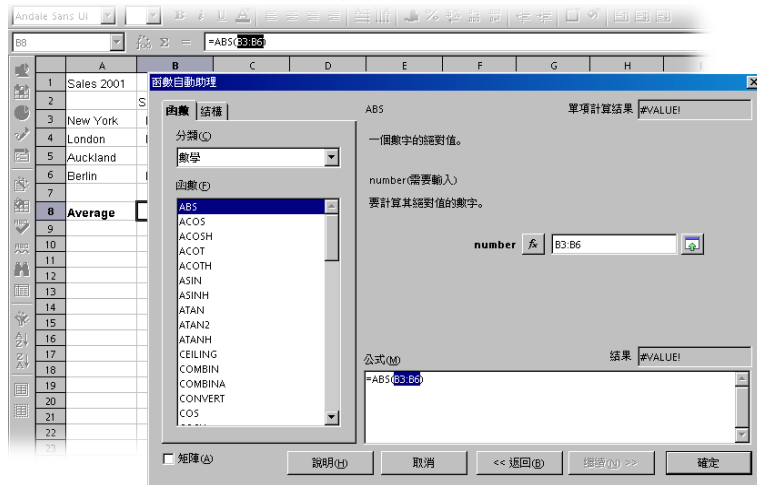 Andale Sans UI
B8 =ABS(B3:B6)
A B C D E F G H
1 Sales 2001
2 S
3 New York
4 London
5 Auckland
6 Berlin
7
8 Average
9
10
11
12
13
14
15
16
17
18
19
20
21
22
23
函數自動助理
函數 結構
分類(C)
數學
函數(F)
ABS
ACOS
ACOSH
ACOT
ACOTH
ASIN
ASINH
ATAN
ATAN2
ATANH
CEILING
COMBIN
COMBINA
CONVERT
COS
ABS 單項計算結果 #VALUE!
一個數字的絕對值。
number(需要輸入)
要計算其絕對值的數字。
number fx B3:B6
公式(M) 結果 #VALUE!
=ABS(B3:B6)
矩陣(A) 說明(H) 取消 << 返回(B) 繼續(N) >> 確定